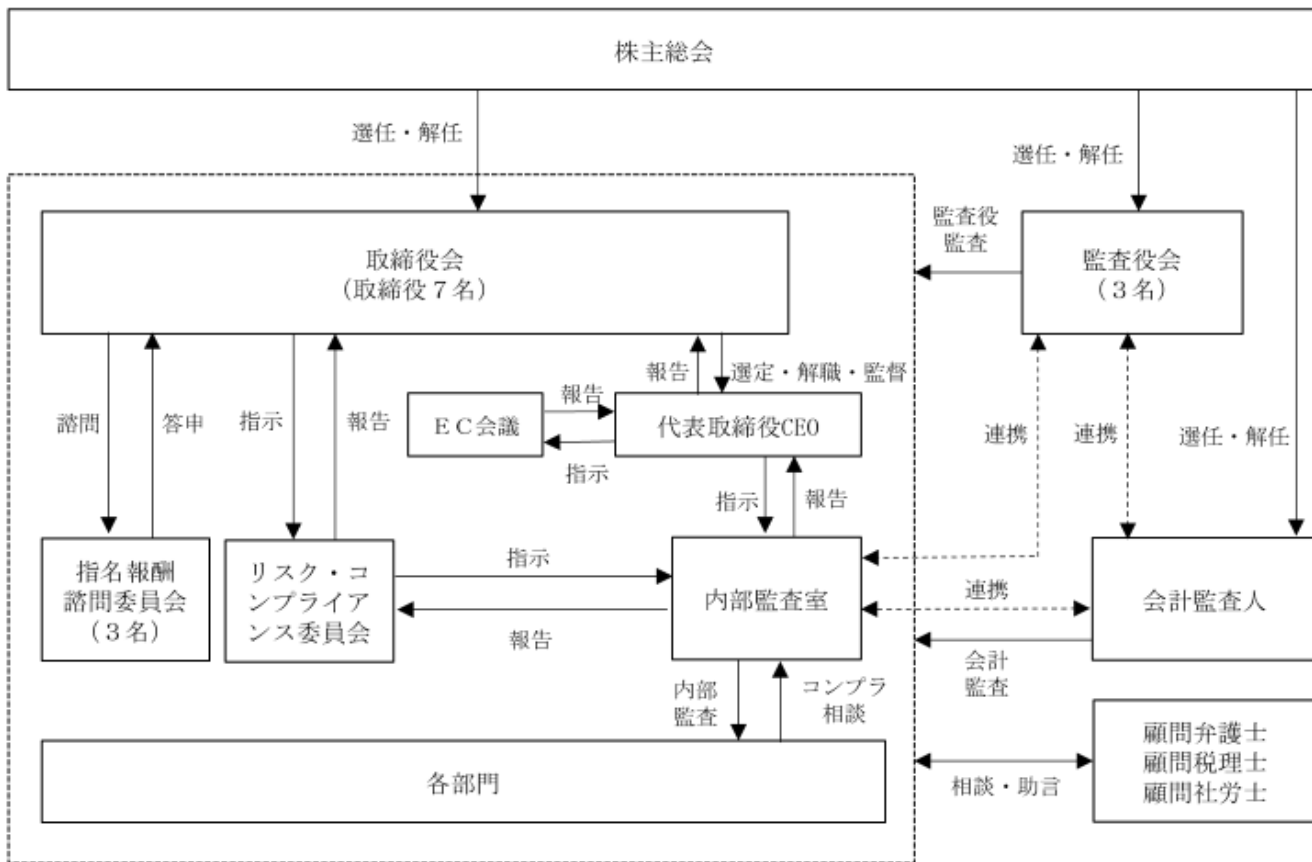 株主総会
選任・解任
選任・解任
監査役
監査
取締役会
（取締役７名）
監査役会
（３名）
報告
選定・解職・監督
諮問
答申
指示
報告
ＥＣ会議
報告
代表取締役CEO
指示
連携
連携
選任・解任
指示
報告
指名報酬
諮問委員会
（３名）
リスク・コ
ンプライア
ンス委員会
指示
報告
内部監査室
連携
会計監査人
会計
監査
内部
監査
コンプラ
相談
各部門
相談・助言
顧問弁護士
顧問税理士
顧問社労士